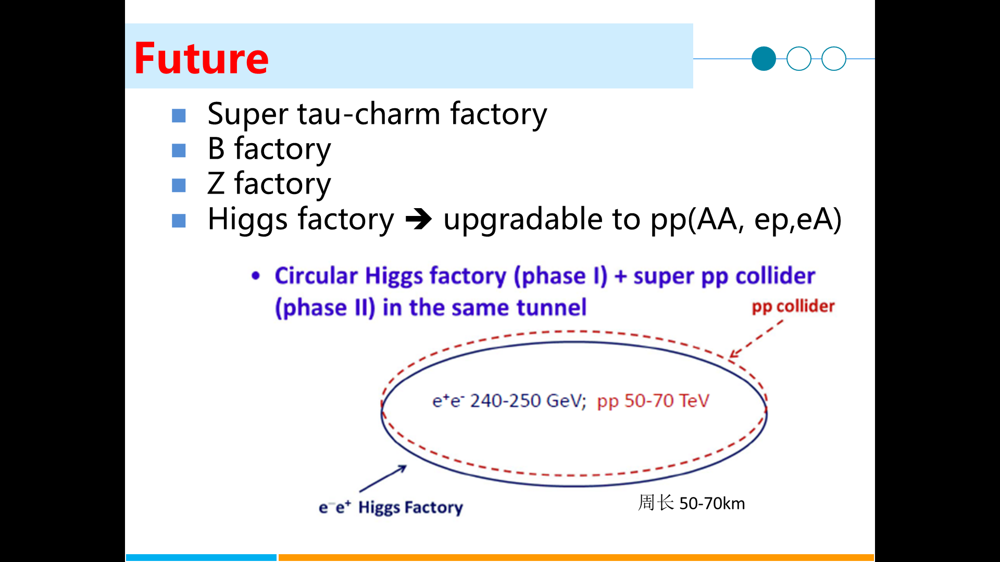 Future
Super tau-charm factory
B factory
Z factory
Higgs factory ➔ upgradable to pp(AA, ep,eA)
• Circular Higgs factory (phase I) + super pp collider
(phase II) in the same tunnel
pp collider
e⁺e⁻ 240-250 GeV; pp 50-70 TeV
e⁻e⁺ Higgs Factory
周长 50-70km